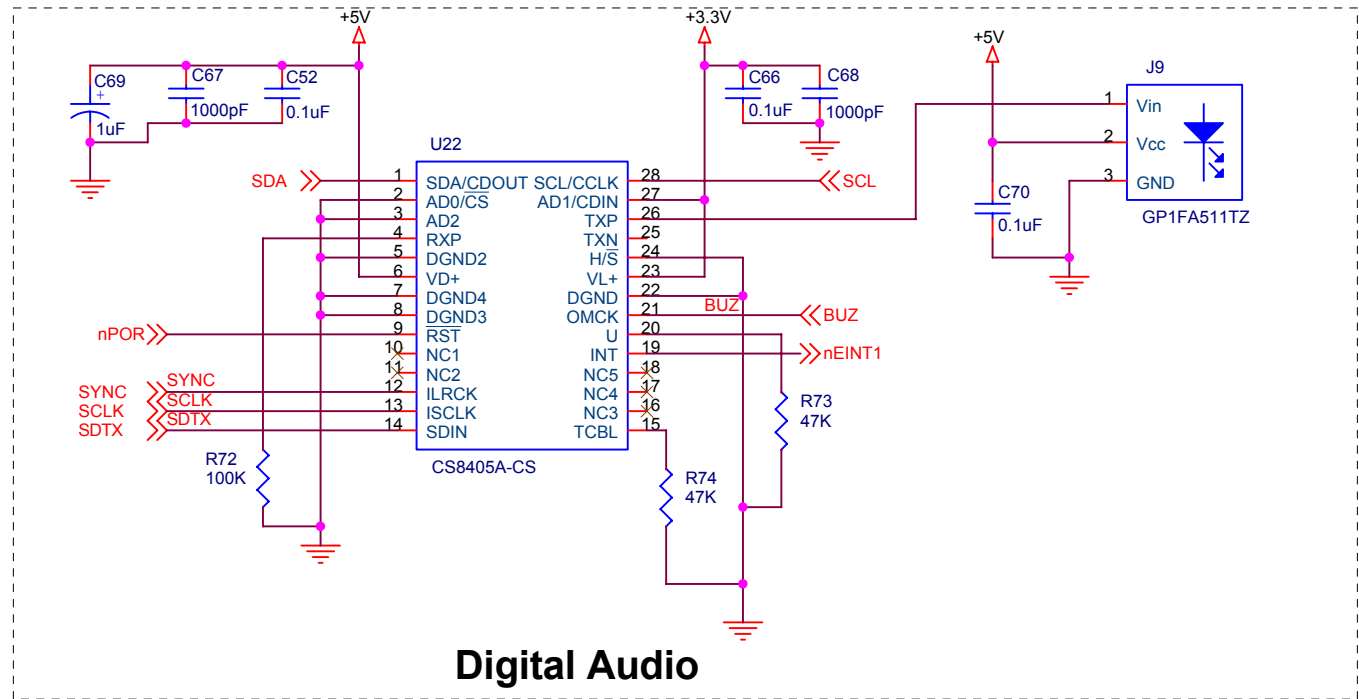 +5V
+3.3V
+5V
C69
+
1uF
C67
1000pF
C52
0.1uF
C66
0.1uF
C68
1000pF
J9
1 Vin
2 Vcc
3 GND
GP1FA511TZ
C70
0.1uF
U22
SDA 1 SDA/CDOUT SCL/CCLK 28 SCL
2 AD0/CS AD1/CDIN 27
3 AD2 TXP 26
4 RXP TXN 25
5 DGND2 H/S 24
6 VD+ VL+ 23
7 DGND4 DGND 22
8 DGND3 OMCK 21 BUZ BUZ
nPOR 9 RST U 20
10 NC1 INT 19 nEINT1
11 NC2 NC5 18
SYNC SYNC 12 ILRCK NC4 17
SCLK SCLK 13 ISCLK NC3 16
SDTX SDTX 14 SDIN TCBL 15
CS8405A-CS
R72
100K
R73
47K
R74
47K
Digital Audio